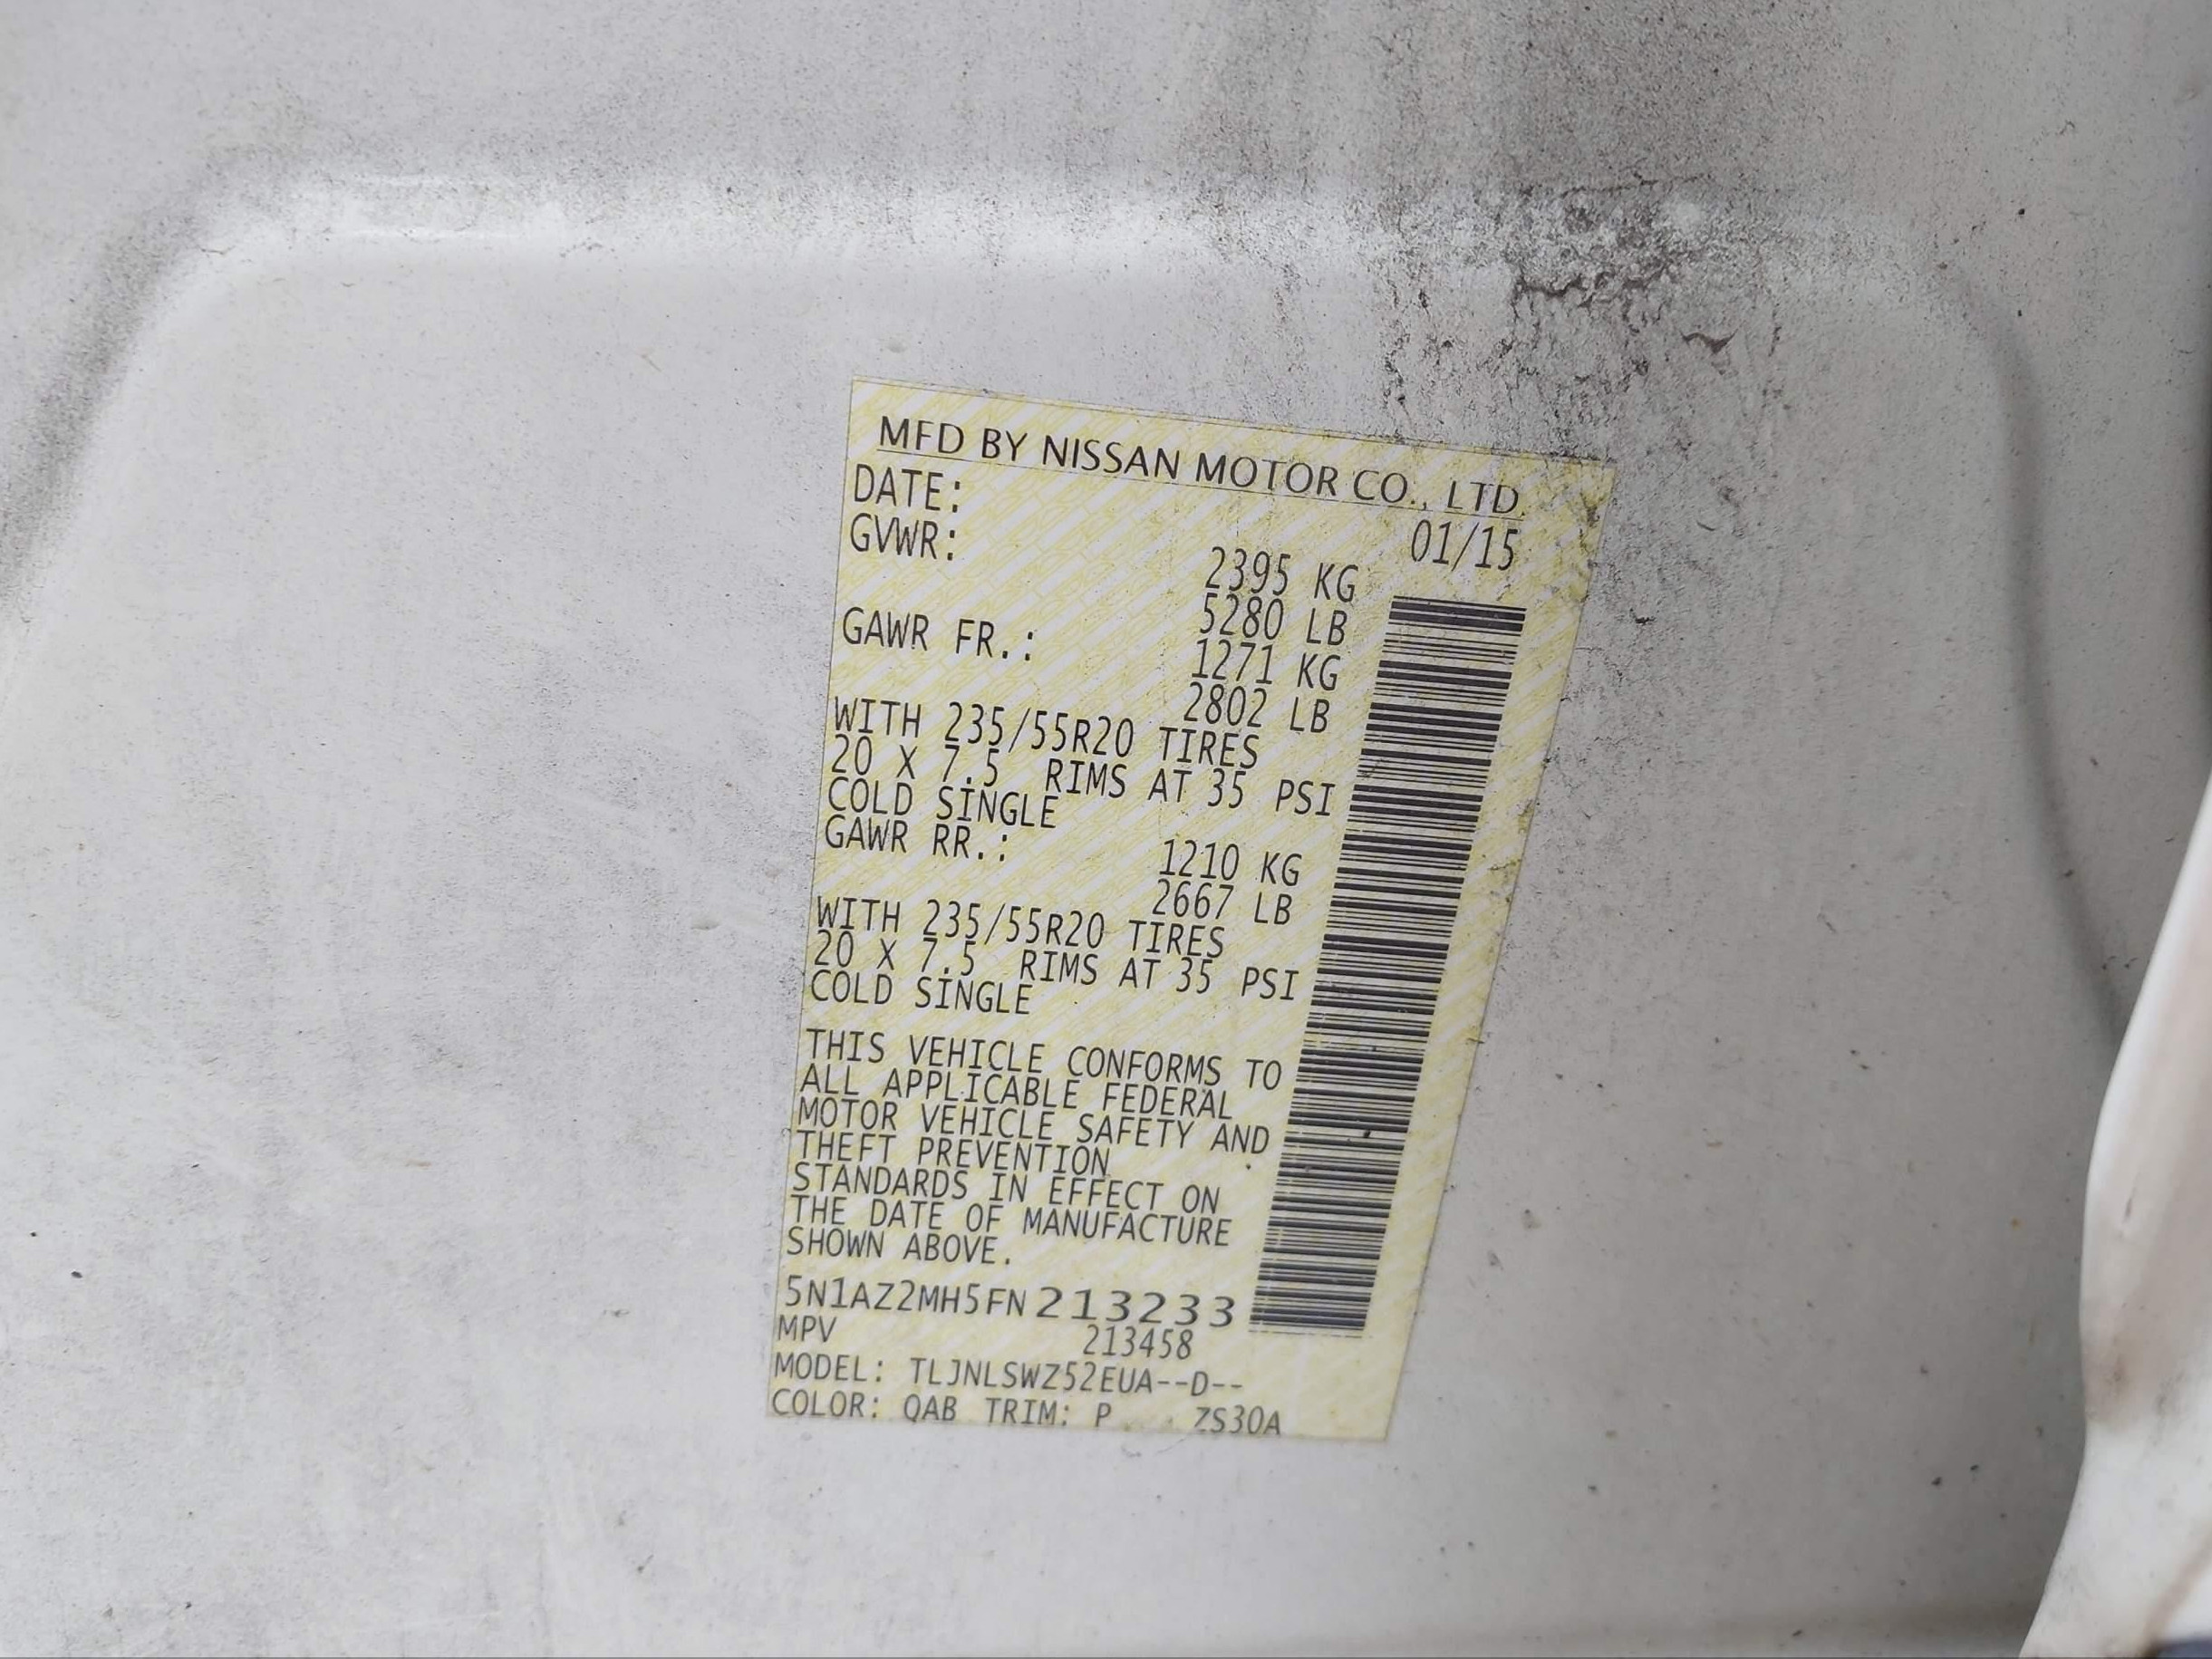 MFD BY NISSAN MOTOR CO., LTD.
DATE: 01/15
GVWR: 2395 KG
5280 LB
GAWR FR.: 1271 KG
2802 LB
WITH 235/55R20 TIRES
20 X 7.5 RIMS AT 35 PSI
COLD SINGLE
GAWR RR.: 1210 KG
2667 LB
WITH 235/55R20 TIRES
20 X 7.5 RIMS AT 35 PSI
COLD SINGLE
THIS VEHICLE CONFORMS TO
ALL APPLICABLE FEDERAL
MOTOR VEHICLE SAFETY AND
THEFT PREVENTION
STANDARDS IN EFFECT ON
THE DATE OF MANUFACTURE
SHOWN ABOVE.
5N1AZ2MH5FN213233
MPV 213458
MODEL: TLJNLSWZ52EUA--D--
COLOR: QAB TRIM: P ZS30A